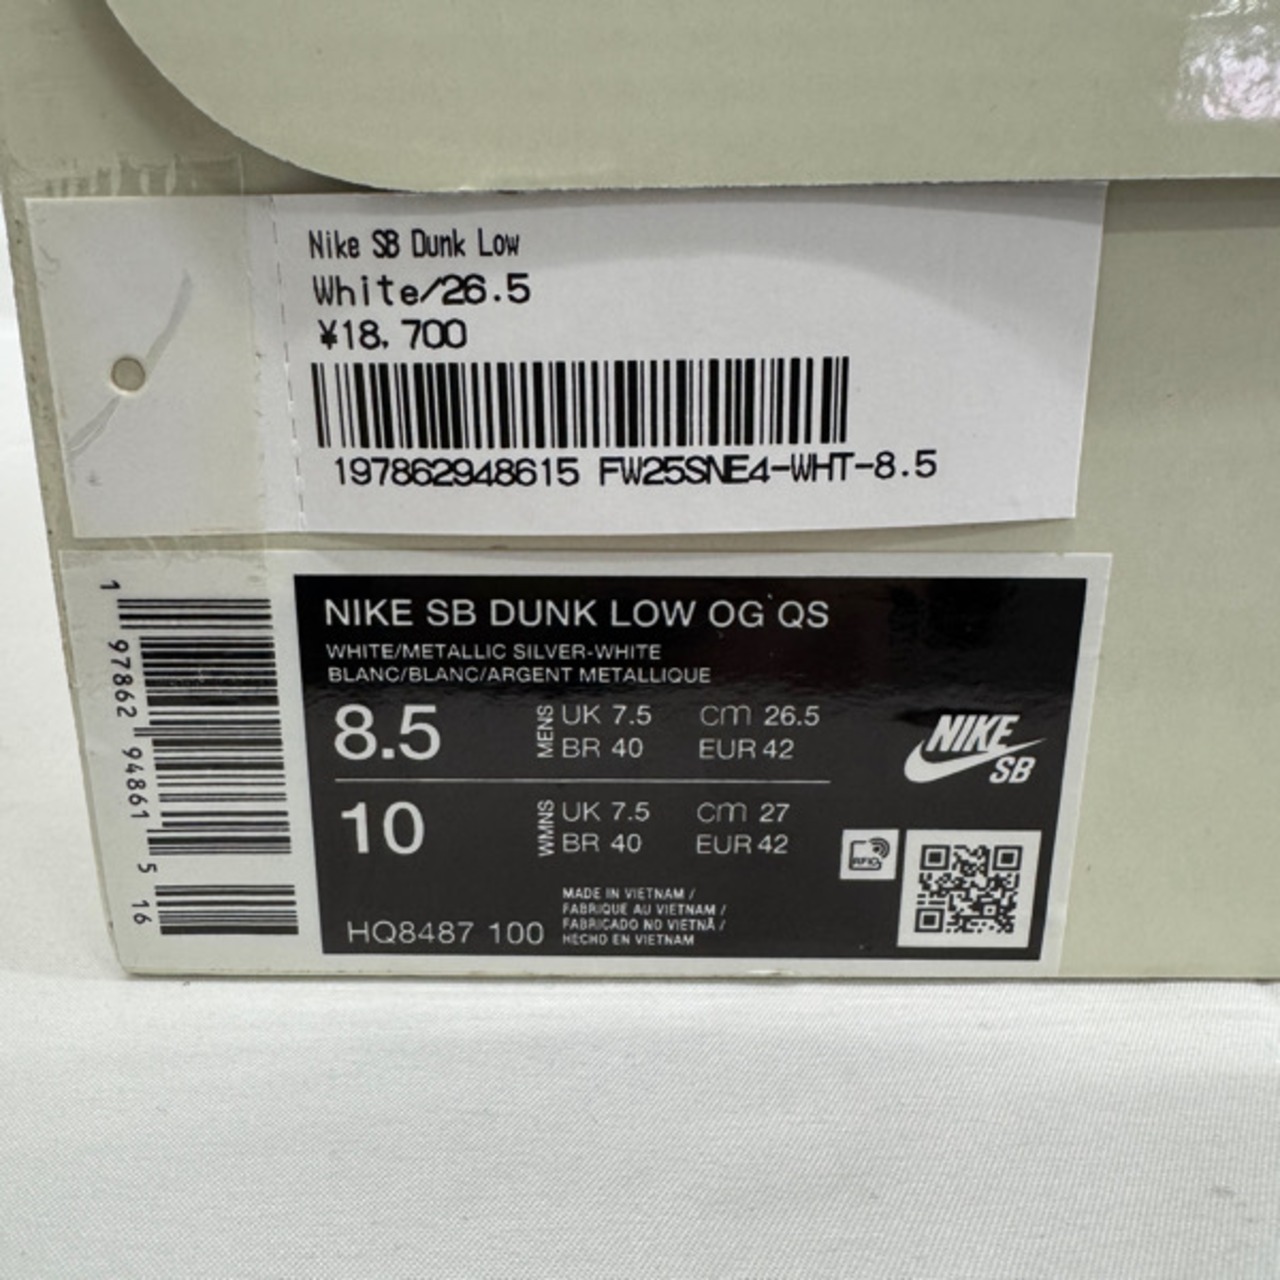 Nike SB Dunk Low
White/26.5
¥18,700
197862948615 FW25SNE4-WHT-8.5
1 97862 94861 5 16
NIKE SB DUNK LOW OG QS
WHITE/METALLIC SILVER-WHITE
BLANC/BLANC/ARGENT METALLIQUE
8.5 MENS UK 7.5 cm 26.5
BR 40 EUR 42
10 WMNS UK 7.5 cm 27
BR 40 EUR 42
NIKE
SB
RFID
HQ8487 100
MADE IN VIETNAM /
FABRIQUE AU VIETNAM /
FABRICADO NO VIETNÃ /
HECHO EN VIETNAM